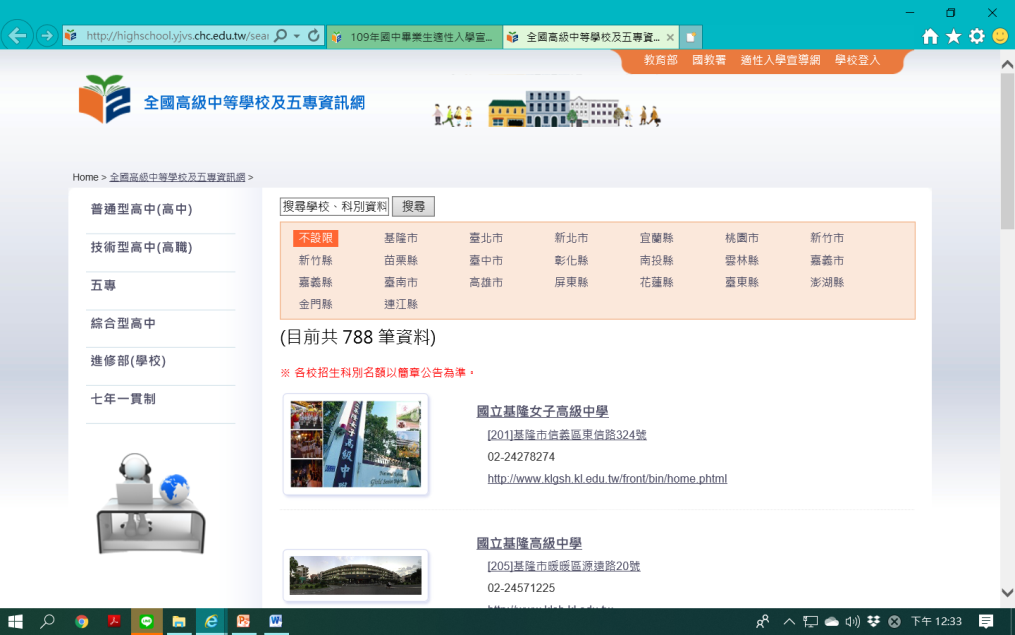 http://highschool.yjvs.chc.edu.tw/sear
109年國中畢業生適性入學宣...
全國高級中等學校及五專資...
教育部 國教署 適性入學宣導網 學校登入
全國高級中等學校及五專資訊網
Home > 全國高級中等學校及五專資訊網 >
普通型高中(高中)
技術型高中(高職)
五專
綜合型高中
進修部(學校)
七年一貫制
搜尋學校、科別資料 搜尋
不設限 基隆市 臺北市 新北市 宜蘭縣 桃園市 新竹市
新竹縣 苗栗縣 臺中市 彰化縣 南投縣 雲林縣 嘉義市
嘉義縣 臺南市 高雄市 屏東縣 花蓮縣 臺東縣 澎湖縣
金門縣 連江縣
(目前共 788 筆資料)
※ 各校招生科別名額以簡章公告為準。
國立基隆女子高級中學
[201]基隆市信義區東信路324號
02-24278274
http://www.klgsh.kl.edu.tw/front/bin/home.phtml
國立基隆高級中學
[205]基隆市暖暖區源遠路20號
02-24571225
下午 12:33